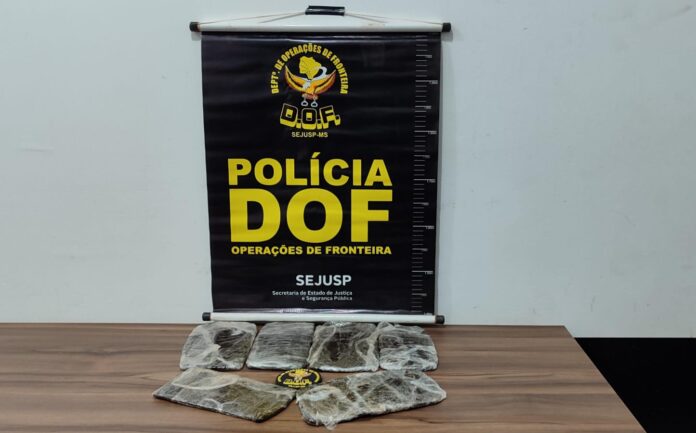 DEPTº. DE OPERAÇÕES DE FRONTEIRA
D.O.F.
SEJUSP-MS
POLÍCIA
DOF
OPERAÇÕES DE FRONTEIRA
SEJUSP
Secretaria de Estado de Justiça
e Segurança Pública